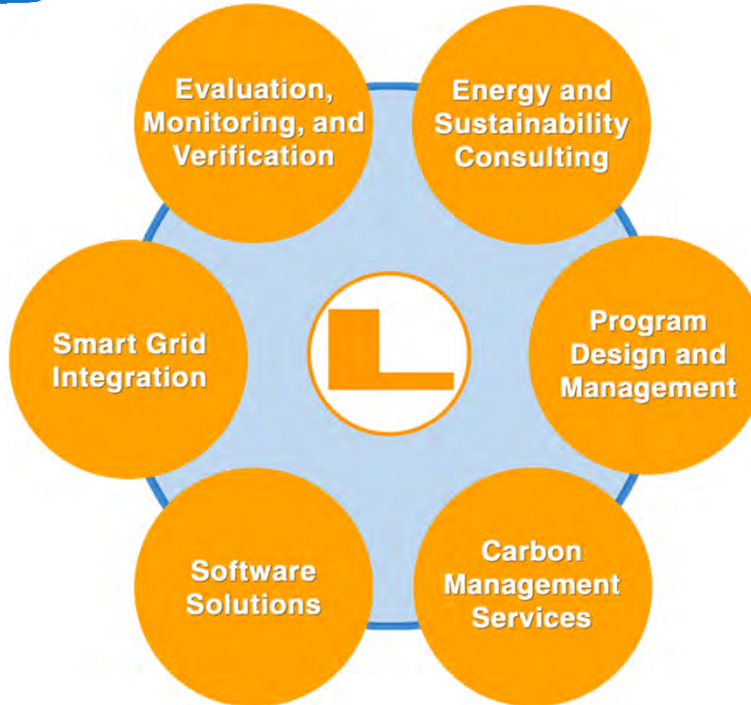 Evaluation,
Monitoring, and
Verification
Energy and
Sustainability
Consulting
Smart Grid
Integration
Program
Design and
Management
Software
Solutions
Carbon
Management
Services